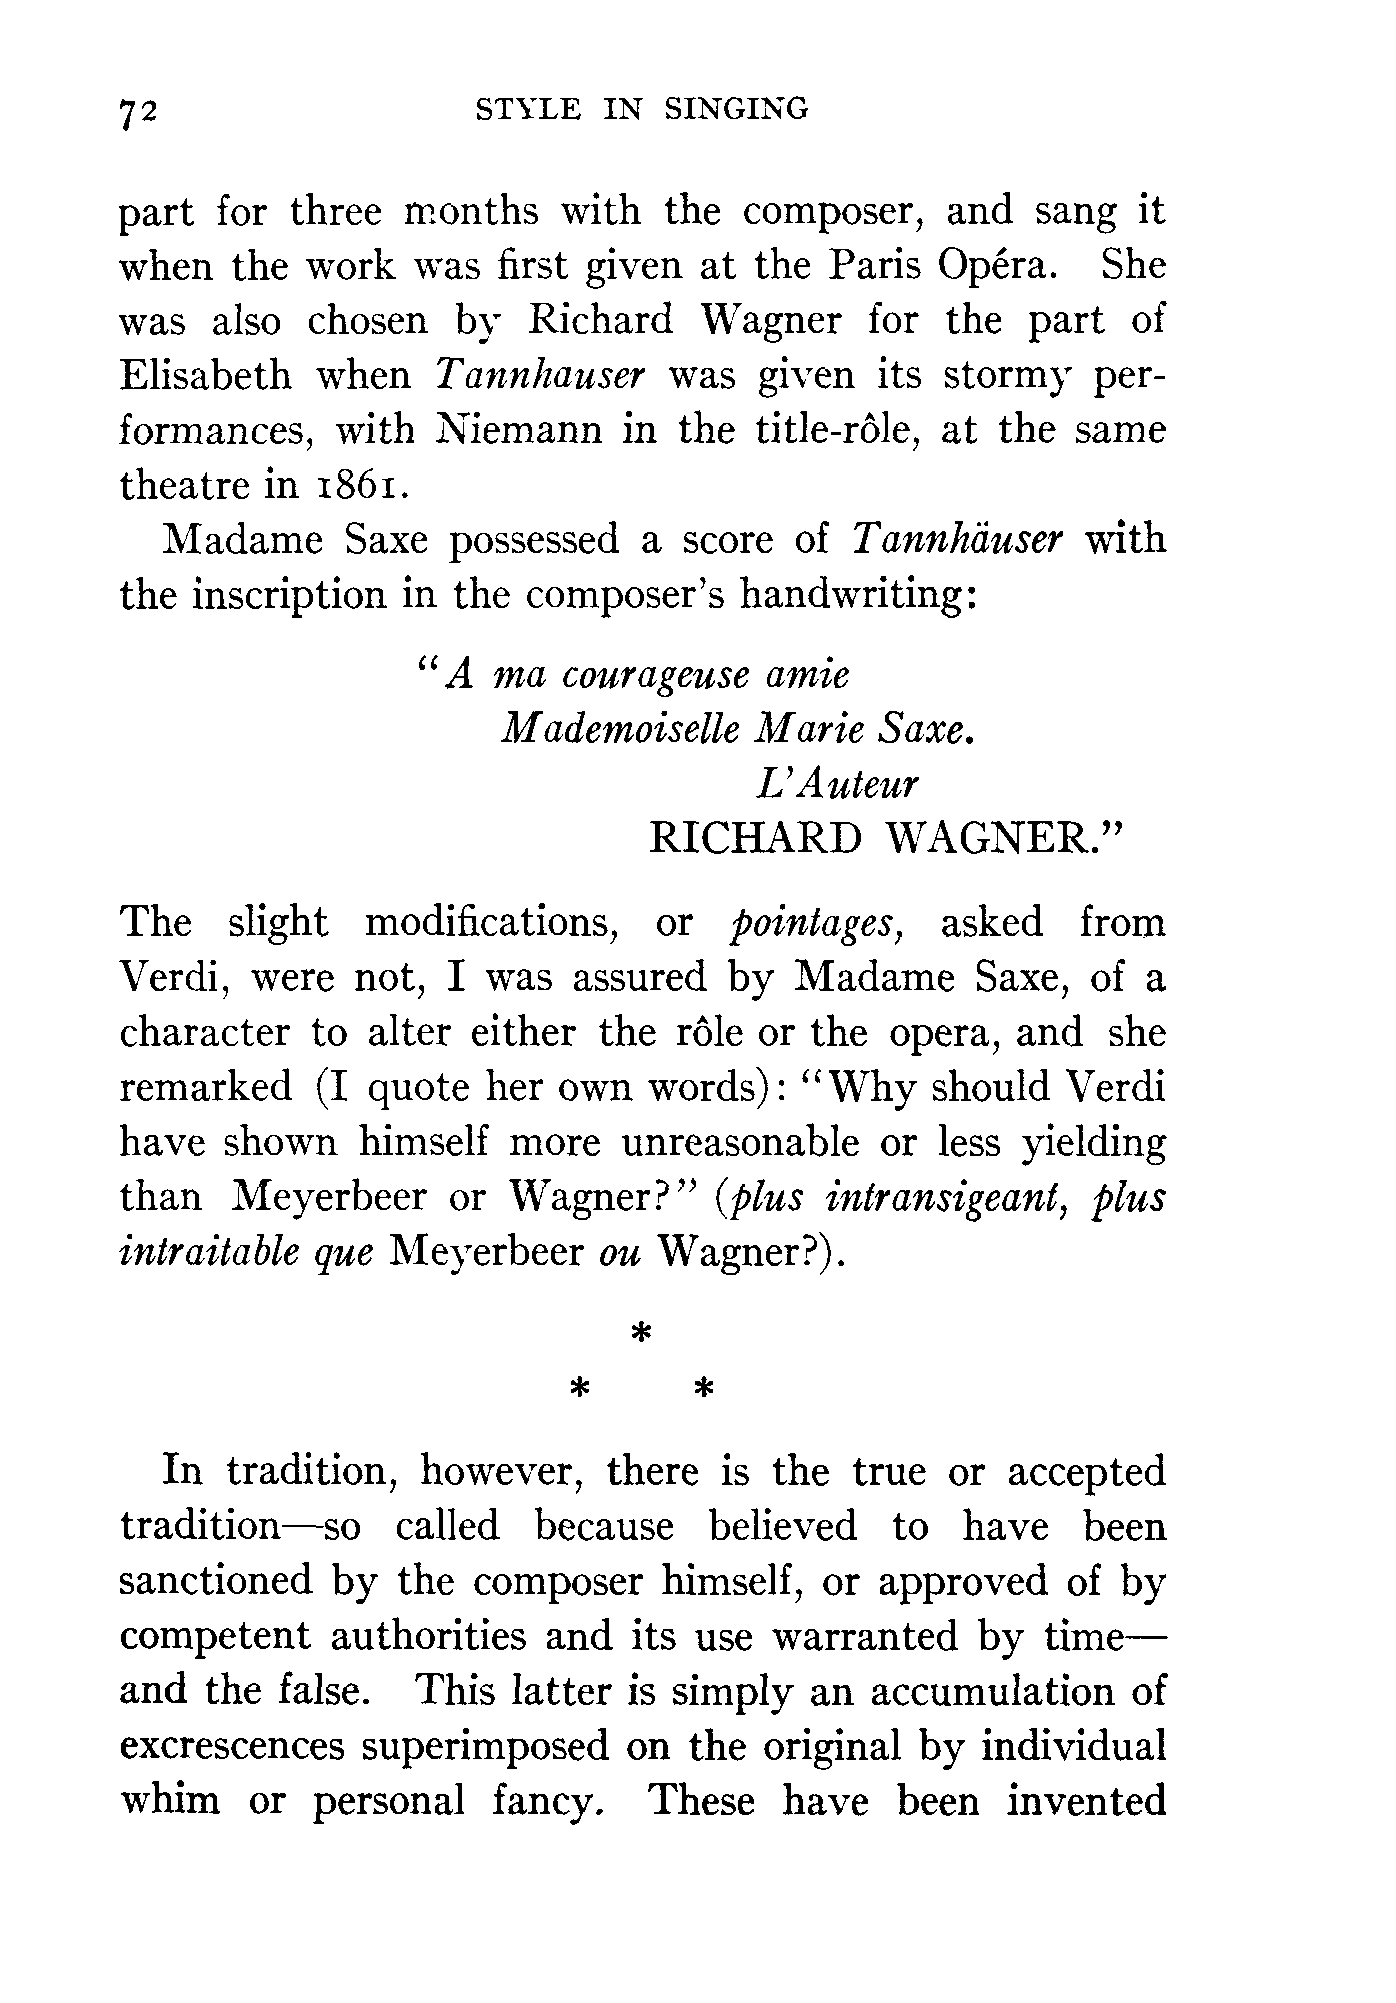 72 STYLE IN SINGING
part for three months with the composer, and sang it
when the work was first given at the Paris Opéra. She
was also chosen by Richard Wagner for the part of
Elisabeth when Tannhauser was given its stormy per-
formances, with Niemann in the title-rôle, at the same
theatre in 1861.
Madame Saxe possessed a score of Tannhäuser with
the inscription in the composer's handwriting:
"A ma courageuse amie
Mademoiselle Marie Saxe.
L'Auteur
RICHARD WAGNER."
The slight modifications, or pointages, asked from
Verdi, were not, I was assured by Madame Saxe, of a
character to alter either the rôle or the opera, and she
remarked (I quote her own words): "Why should Verdi
have shown himself more unreasonable or less yielding
than Meyerbeer or Wagner?" (plus intransigeant, plus
intraitable que Meyerbeer ou Wagner?).
*
* *
In tradition, however, there is the true or accepted
tradition—so called because believed to have been
sanctioned by the composer himself, or approved of by
competent authorities and its use warranted by time—
and the false. This latter is simply an accumulation of
excrescences superimposed on the original by individual
whim or personal fancy. These have been invented